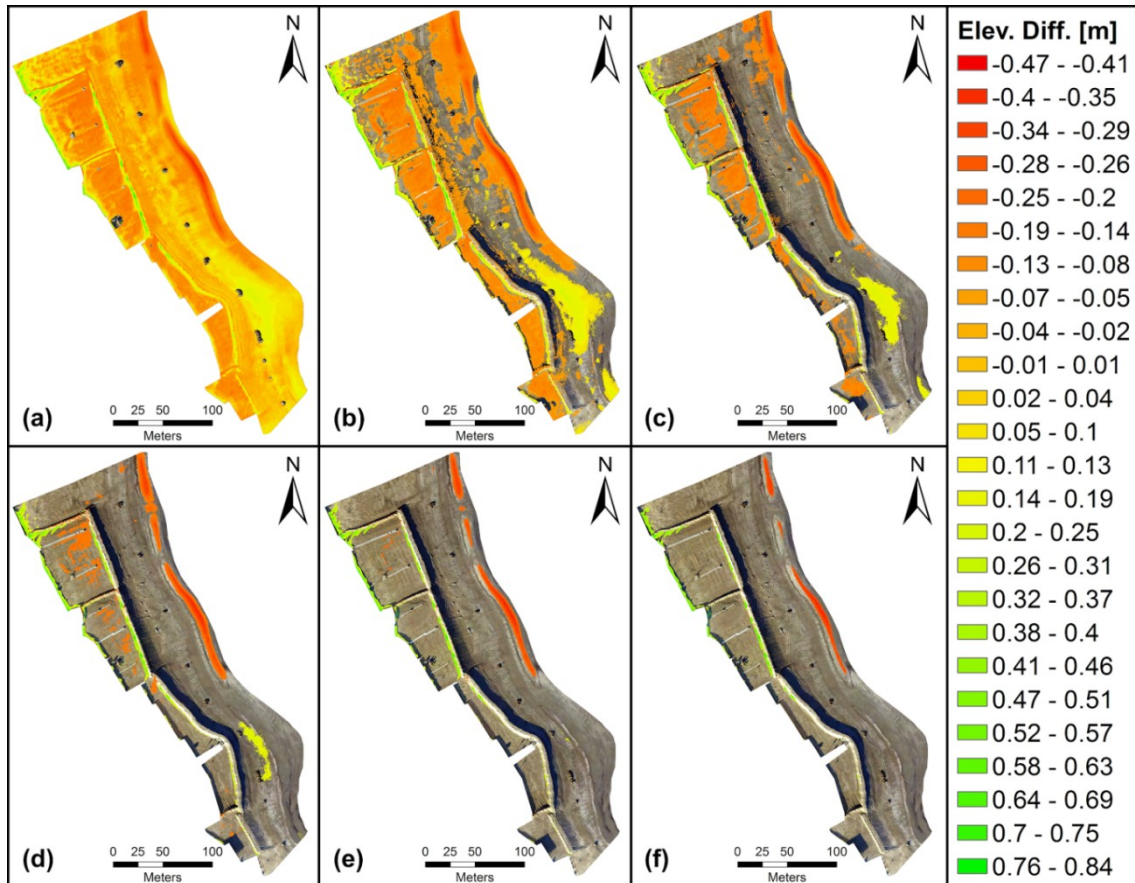 N
(a)
0 25 50 100
Meters
N
(b)
0 25 50 100
Meters
N
(c)
0 25 50 100
Meters
N
(d)
0 25 50 100
Meters
N
(e)
0 25 50 100
Meters
N
(f)
0 25 50 100
Meters
Elev. Diff. [m]
-0.47 - -0.41
-0.4 - -0.35
-0.34 - -0.29
-0.28 - -0.26
-0.25 - -0.2
-0.19 - -0.14
-0.13 - -0.08
-0.07 - -0.05
-0.04 - -0.02
-0.01 - 0.01
0.02 - 0.04
0.05 - 0.1
0.11 - 0.13
0.14 - 0.19
0.2 - 0.25
0.26 - 0.31
0.32 - 0.37
0.38 - 0.4
0.41 - 0.46
0.47 - 0.51
0.52 - 0.57
0.58 - 0.63
0.64 - 0.69
0.7 - 0.75
0.76 - 0.84